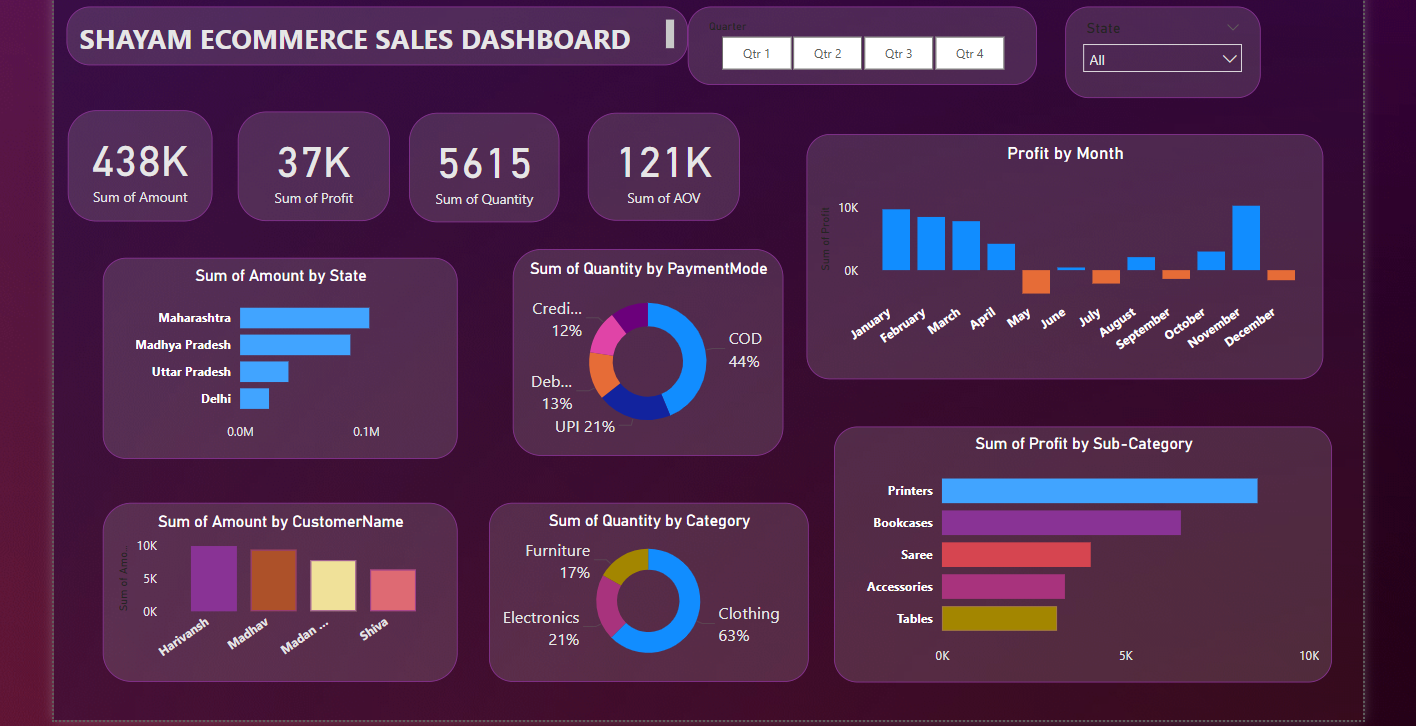 SHAYAM ECOMMERCE SALES DASHBOARD
Quarter
Qtr 1
Qtr 2
Qtr 3
Qtr 4
State
All
438K
Sum of Amount
37K
Sum of Profit
5615
Sum of Quantity
121K
Sum of AOV
Profit by Month
Sum of Profit
10K
0K
January
February
March
April
May
June
July
August
September
October
November
December
Sum of Amount by State
Maharashtra
Madhya Pradesh
Uttar Pradesh
Delhi
0.0M
0.1M
Sum of Quantity by PaymentMode
Credi...
12%
COD
44%
Deb...
13%
UPI 21%
Sum of Profit by Sub-Category
Printers
Bookcases
Saree
Accessories
Tables
0K
5K
10K
Sum of Amount by CustomerName
Sum of Amo...
10K
5K
0K
Harivansh
Madhav
Madan ...
Shiva
Sum of Quantity by Category
Furniture
17%
Electronics
21%
Clothing
63%